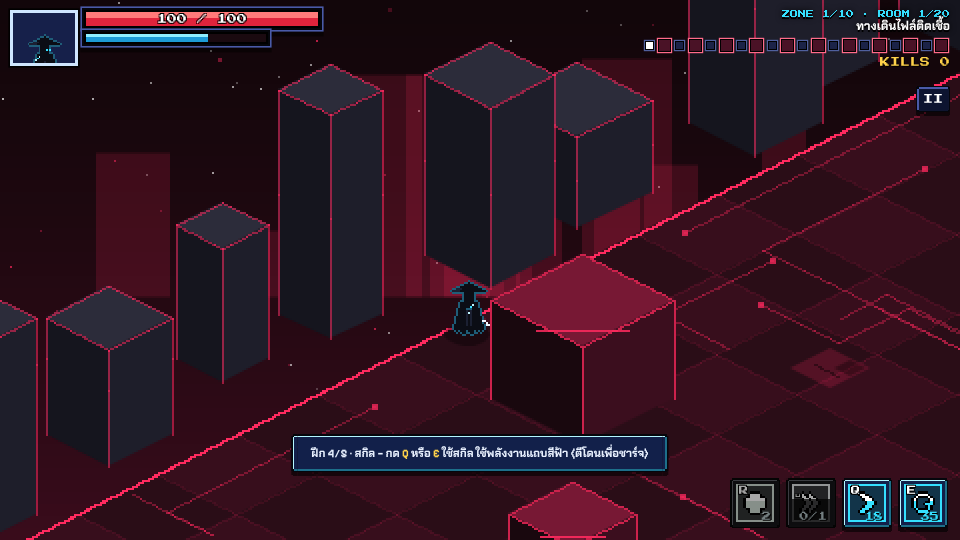 100 / 100
ZONE 1/10 · ROOM 1/20
ทางเดินไฟล์ติดเชื้อ
KILLS 0
II
ฝึก 4/8 · สกิล - กด Q หรือ E ใช้สกิล ใช้พลังงานแถบสีฟ้า (ตีโดนเพื่อชาร์จ)
R
2
0/1
Q
18
E
35